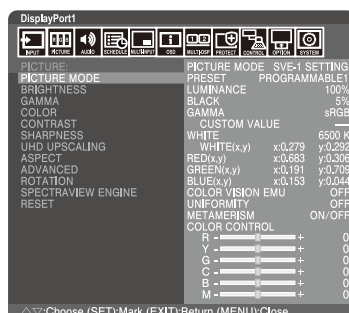 DisplayPort1
INPUT PICTURE AUDIO SCHEDULE MULTI INPUT OSD MULTI DSP PROTECT CONTROL OPTION SYSTEM
PICTURE:
PICTURE MODE
BRIGHTNESS
GAMMA
COLOR
CONTRAST
SHARPNESS
UHD UPSCALING
ASPECT
ADVANCED
ROTATION
SPECTRAVIEW ENGINE
RESET
PICTURE MODE SVE-1 SETTING
PRESET PROGRAMMABLE1
LUMINANCE 100%
BLACK 5%
GAMMA sRGB
CUSTOM VALUE —
WHITE 6500 K
WHITE(x,y) x:0.279 y:0.292
RED(x,y) x:0.683 y:0.306
GREEN(x,y) x:0.191 y:0.709
BLUE(x,y) x:0.153 y:0.044
COLOR VISION EMU OFF
UNIFORMITY OFF
METAMERISM ON/OFF
COLOR CONTROL
R - + 0
Y - + 0
G - + 0
C - + 0
B - + 0
M - + 0
△▽:Choose (SET):Mark (EXIT):Return (MENU):Close